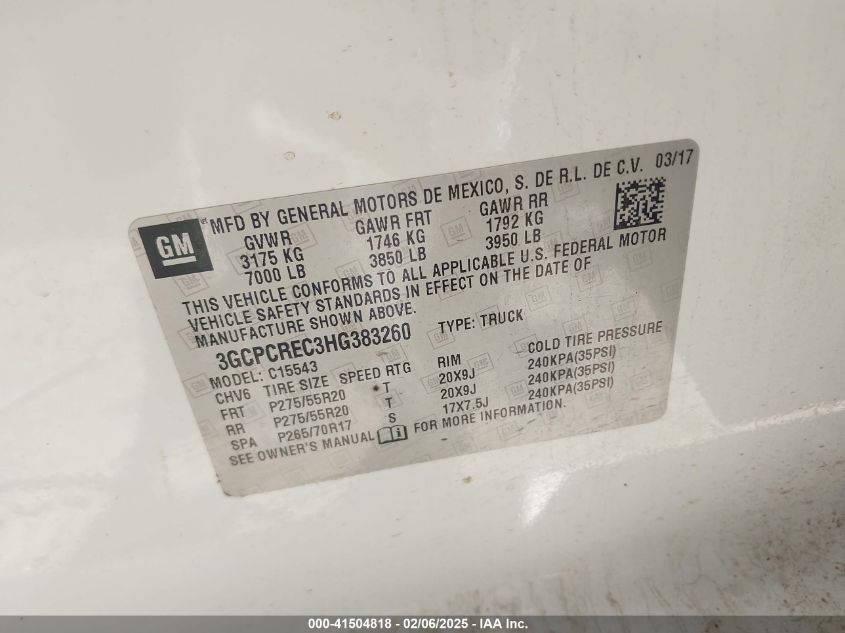 GM
® MFD BY GENERAL MOTORS DE MEXICO, S. DE R.L. DE C.V. 03/17
GVWR GAWR FRT GAWR RR
3175 KG 1746 KG 1792 KG
7000 LB 3850 LB 3950 LB
THIS VEHICLE CONFORMS TO ALL APPLICABLE U.S. FEDERAL MOTOR
VEHICLE SAFETY STANDARDS IN EFFECT ON THE DATE OF
MANUFACTURE SHOWN ABOVE.
3GCPCREC3HG383260 TYPE: TRUCK
MODEL: C15543
CHV6 TIRE SIZE SPEED RTG RIM COLD TIRE PRESSURE
FRT P275/55R20 T 20X9J 240KPA(35PSI)
RR P275/55R20 T 20X9J 240KPA(35PSI)
SPA P265/70R17 S 17X7.5J 240KPA(35PSI)
SEE OWNER'S MANUAL FOR MORE INFORMATION.
000-41504818 - 02/06/2025 - IAA Inc.